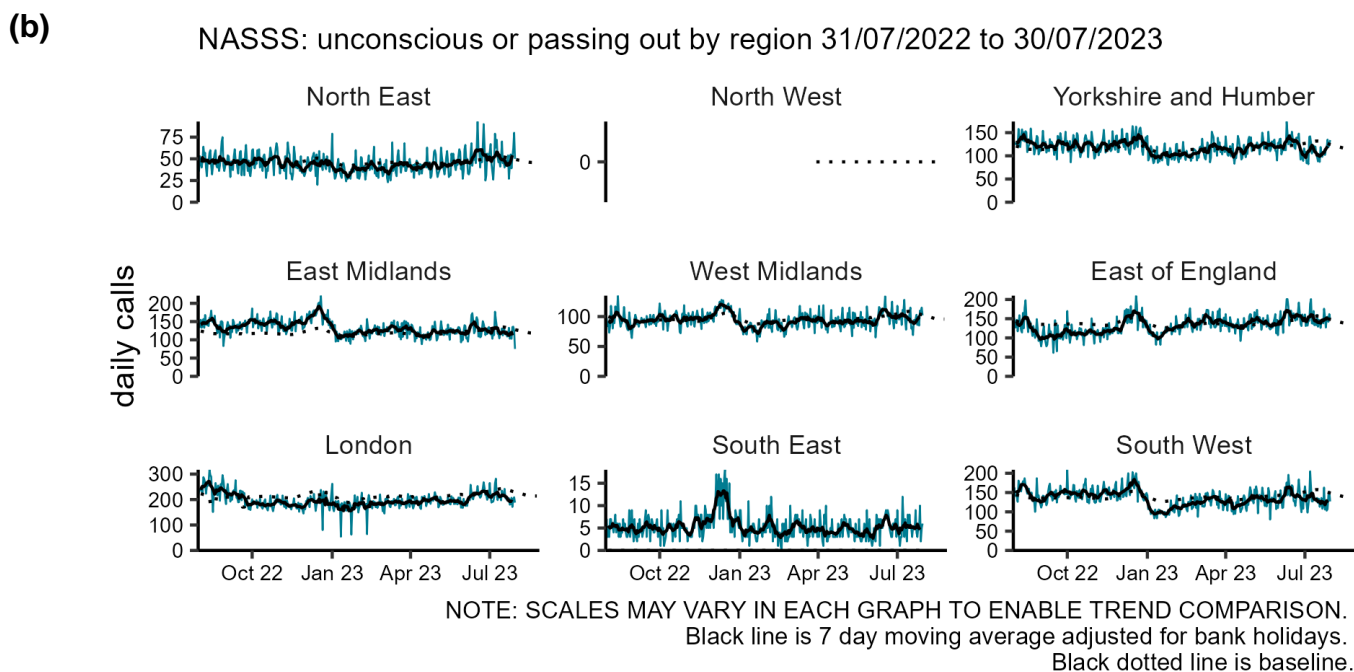 (b)
NASSS: unconscious or passing out by region 31/07/2022 to 30/07/2023
North East
North West
Yorkshire and Humber
75
50
25
0
0
150
100
50
0
daily calls
East Midlands
West Midlands
East of England
200
150
100
50
0
100
50
0
200
150
100
50
0
London
South East
South West
300
200
100
0
15
10
5
0
200
150
100
50
0
Oct 22 Jan 23 Apr 23 Jul 23
Oct 22 Jan 23 Apr 23 Jul 23
Oct 22 Jan 23 Apr 23 Jul 23
NOTE: SCALES MAY VARY IN EACH GRAPH TO ENABLE TREND COMPARISON.
Black line is 7 day moving average adjusted for bank holidays.
Black dotted line is baseline.